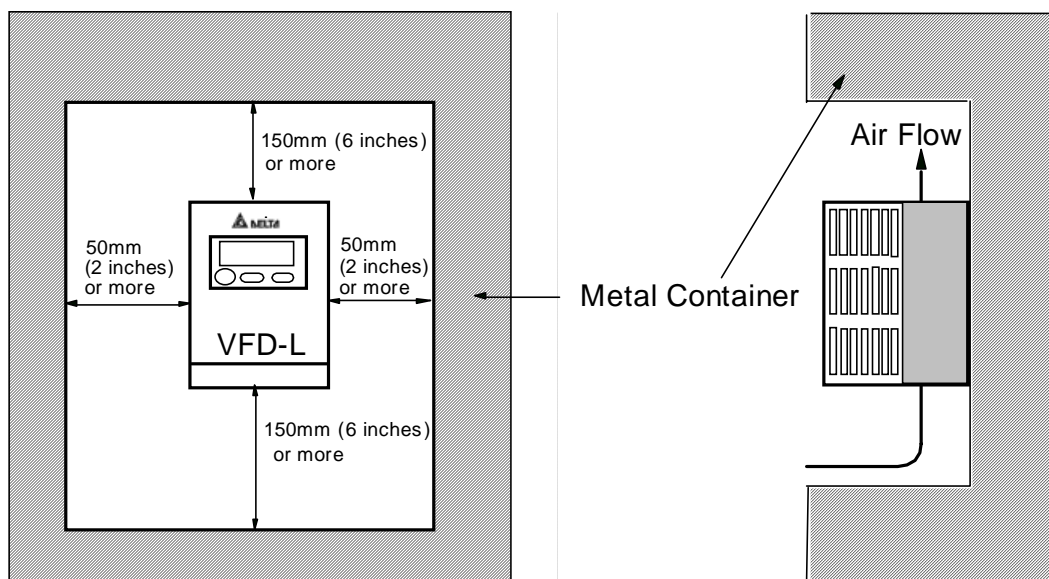 150mm (6 inches)
or more
DELTA
50mm
(2 inches)
or more
50mm
(2 inches)
or more
VFD-L
150mm (6 inches)
or more
Metal Container
Air Flow